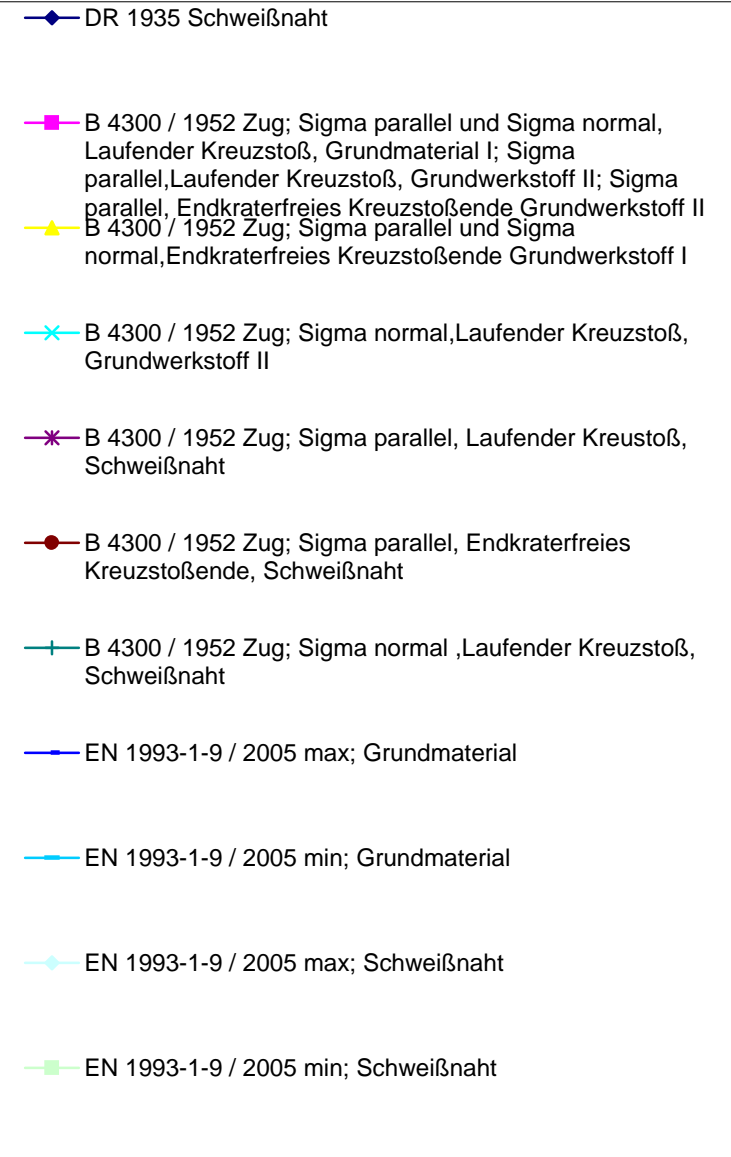 DR 1935 Schweißnaht
B 4300 / 1952 Zug; Sigma parallel und Sigma normal,
Laufender Kreuzstoß, Grundmaterial I; Sigma
parallel,Laufender Kreuzstoß, Grundwerkstoff II; Sigma
parallel, Endkraterfreies Kreuzstoßende Grundwerkstoff II
B 4300 / 1952 Zug; Sigma parallel und Sigma
normal,Endkraterfreies Kreuzstoßende Grundwerkstoff I
B 4300 / 1952 Zug; Sigma normal,Laufender Kreuzstoß,
Grundwerkstoff II
B 4300 / 1952 Zug; Sigma parallel, Laufender Kreustoß,
Schweißnaht
B 4300 / 1952 Zug; Sigma parallel, Endkraterfreies
Kreuzstoßende, Schweißnaht
B 4300 / 1952 Zug; Sigma normal ,Laufender Kreuzstoß,
Schweißnaht
EN 1993-1-9 / 2005 max; Grundmaterial
EN 1993-1-9 / 2005 min; Grundmaterial
EN 1993-1-9 / 2005 max; Schweißnaht
EN 1993-1-9 / 2005 min; Schweißnaht